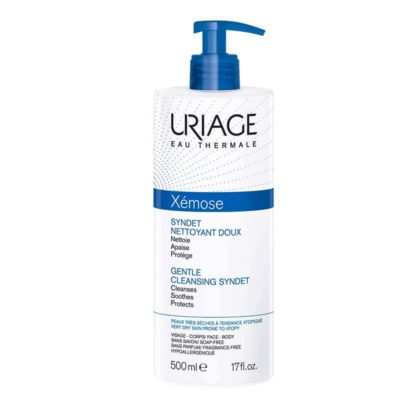 URIAGE
EAU THERMALE
Xémose
SYNDET
NETTOYANT DOUX
Nettoie
Apaise
Protège
GENTLE
CLEANSING SYNDET
Cleanses
Soothes
Protects
PEAUX TRÈS SÈCHES À TENDANCE ATOPIQUE
VERY DRY SKIN PRONE TO ATOPY
VISAGE - CORPS/ FACE - BODY
SANS SAVON/ SOAP-FREE
SANS PARFUM/ FRAGRANCE-FREE
HYPOALLERGÉNIQUE
500 ml e 17fl.oz.